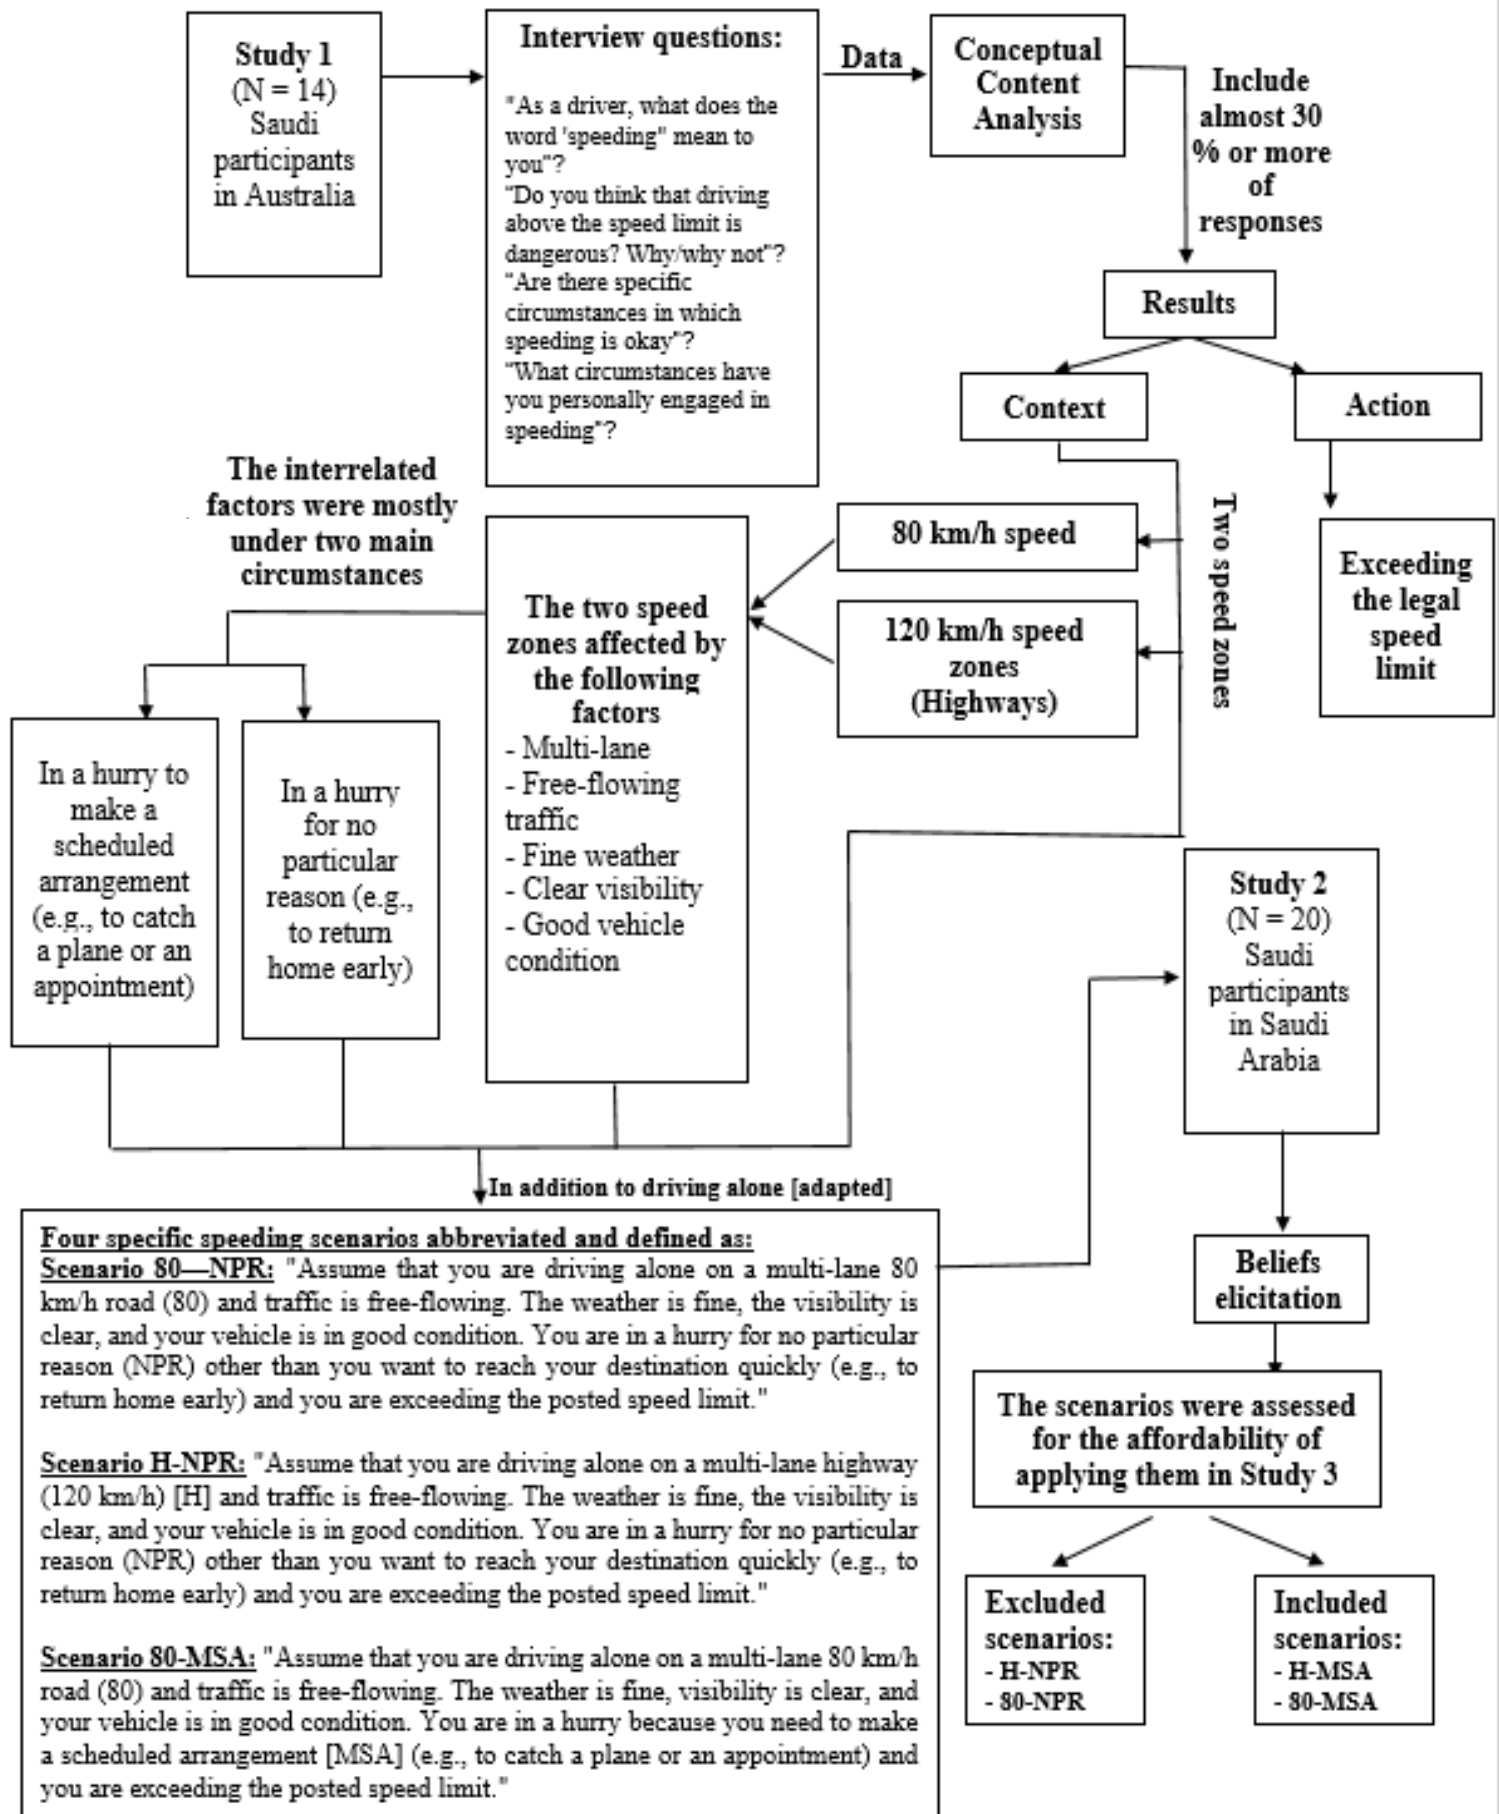 Study 1
(N = 14)
Saudi
participants
in Australia
Interview questions:
"As a driver, what does the
word 'speeding" mean to
you"?
"Do you think that driving
above the speed limit is
dangerous? Why/why not"?
"Are there specific
circumstances in which
speeding is okay"?
"What circumstances have
you personally engaged in
speeding"?
Data
Conceptual
Content
Analysis
Include
almost 30
% or more
of
responses
Results
Context
Action
Two speed zones
80 km/h speed
120 km/h speed
zones
(Highways)
Exceeding
the legal
speed
limit
The two speed
zones affected by
the following
factors
- Multi-lane
- Free-flowing
traffic
- Fine weather
- Clear visibility
- Good vehicle
condition
The interrelated
factors were mostly
under two main
circumstances
In a hurry to
make a
scheduled
arrangement
(e.g., to catch
a plane or an
appointment)
In a hurry
for no
particular
reason (e.g.,
to return
home early)
In addition to driving alone [adapted]
Four specific speeding scenarios abbreviated and defined as:
Scenario 80—NPR: "Assume that you are driving alone on a multi-lane 80
km/h road (80) and traffic is free-flowing. The weather is fine, the visibility is
clear, and your vehicle is in good condition. You are in a hurry for no particular
reason (NPR) other than you want to reach your destination quickly (e.g., to
return home early) and you are exceeding the posted speed limit."
Scenario H-NPR: "Assume that you are driving alone on a multi-lane highway
(120 km/h) [H] and traffic is free-flowing. The weather is fine, the visibility is
clear, and your vehicle is in good condition. You are in a hurry for no particular
reason (NPR) other than you want to reach your destination quickly (e.g., to
return home early) and you are exceeding the posted speed limit."
Scenario 80-MSA: "Assume that you are driving alone on a multi-lane 80 km/h
road (80) and traffic is free-flowing. The weather is fine, visibility is clear, and
your vehicle is in good condition. You are in a hurry because you need to make
a scheduled arrangement [MSA] (e.g., to catch a plane or an appointment) and
you are exceeding the posted speed limit."
Study 2
(N = 20)
Saudi
participants
in Saudi
Arabia
Beliefs
elicitation
The scenarios were assessed
for the affordability of
applying them in Study 3
Excluded
scenarios:
- H-NPR
- 80-NPR
Included
scenarios:
- H-MSA
- 80-MSA